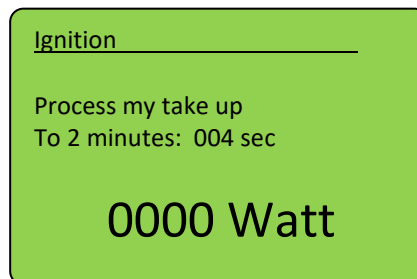 Ignition
Process my take up
To 2 minutes:  004 sec
0000 Watt